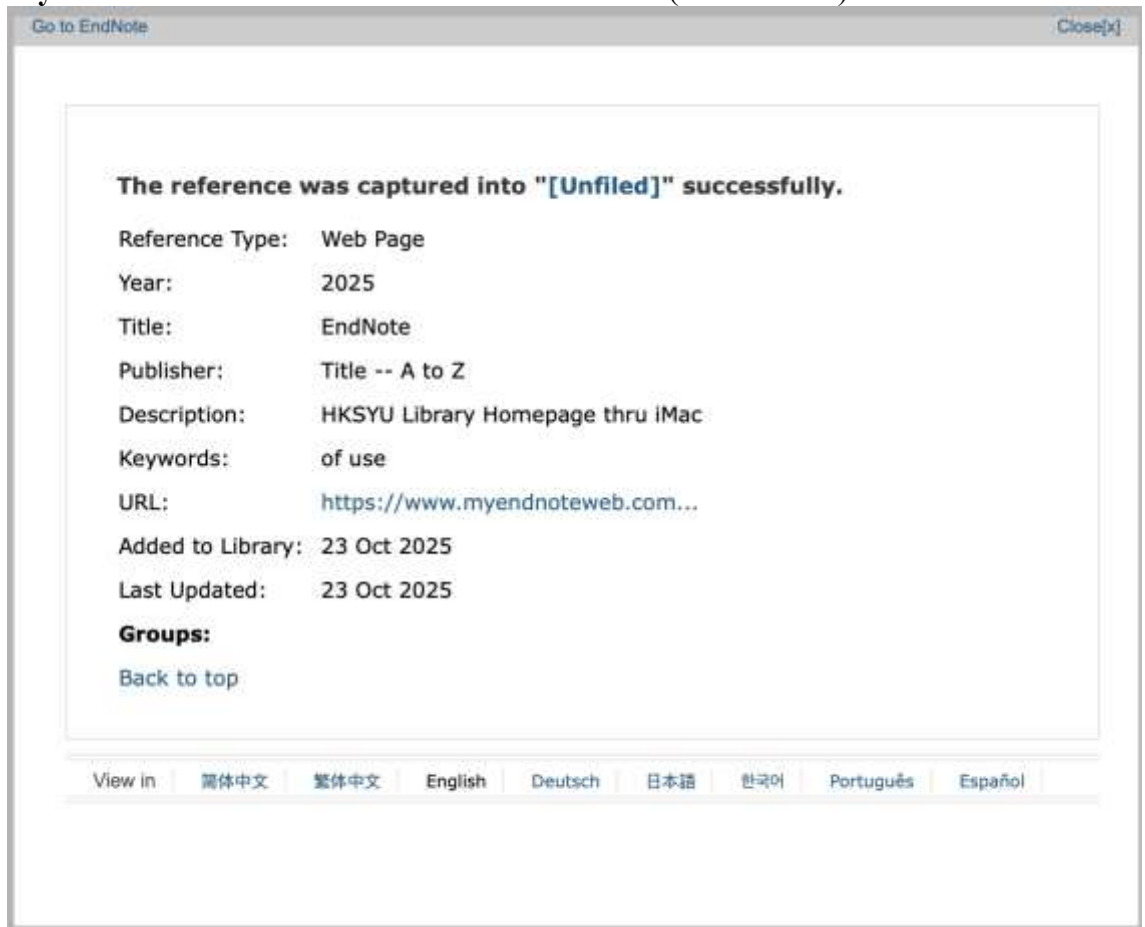 Go to EndNote Close[x]
The reference was captured into "[Unfiled]" successfully.
Reference Type: Web Page
Year: 2025
Title: EndNote
Publisher: Title -- A to Z
Description: HKSYU Library Homepage thru iMac
Keywords: of use
URL: https://www.myendnoteweb.com...
Added to Library: 23 Oct 2025
Last Updated: 23 Oct 2025
Groups:
Back to top
View in 简体中文 繁体中文 English Deutsch 日本語 한국어 Português Español